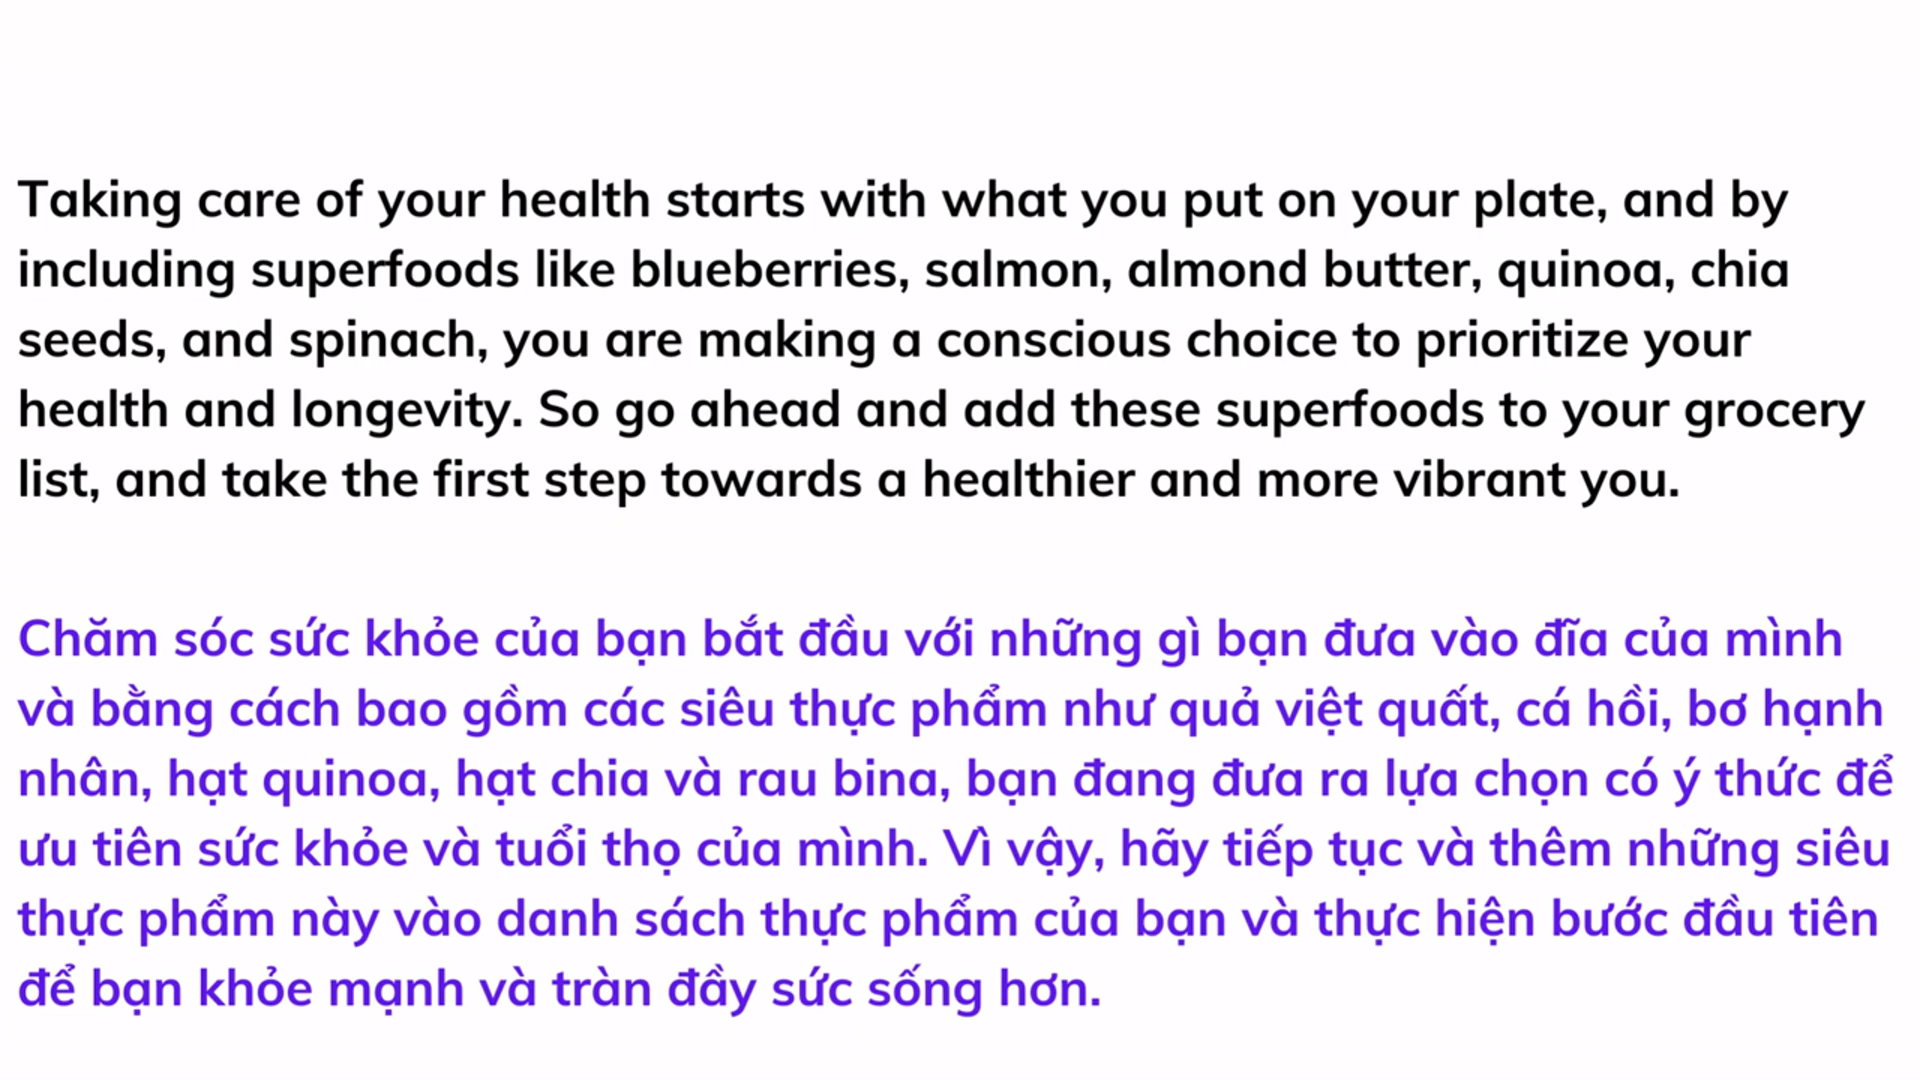 Taking care of your health starts with what you put on your plate, and by
including superfoods like blueberries, salmon, almond butter, quinoa, chia
seeds, and spinach, you are making a conscious choice to prioritize your
health and longevity. So go ahead and add these superfoods to your grocery
list, and take the first step towards a healthier and more vibrant you.
Chăm sóc sức khỏe của bạn bắt đầu với những gì bạn đưa vào đĩa của mình
và bằng cách bao gồm các siêu thực phẩm như quả việt quất, cá hồi, bơ hạnh
nhân, hạt quinoa, hạt chia và rau bina, bạn đang đưa ra lựa chọn có ý thức để
ưu tiên sức khỏe và tuổi thọ của mình. Vì vậy, hãy tiếp tục và thêm những siêu
thực phẩm này vào danh sách thực phẩm của bạn và thực hiện bước đầu tiên
để bạn khỏe mạnh và tràn đầy sức sống hơn.